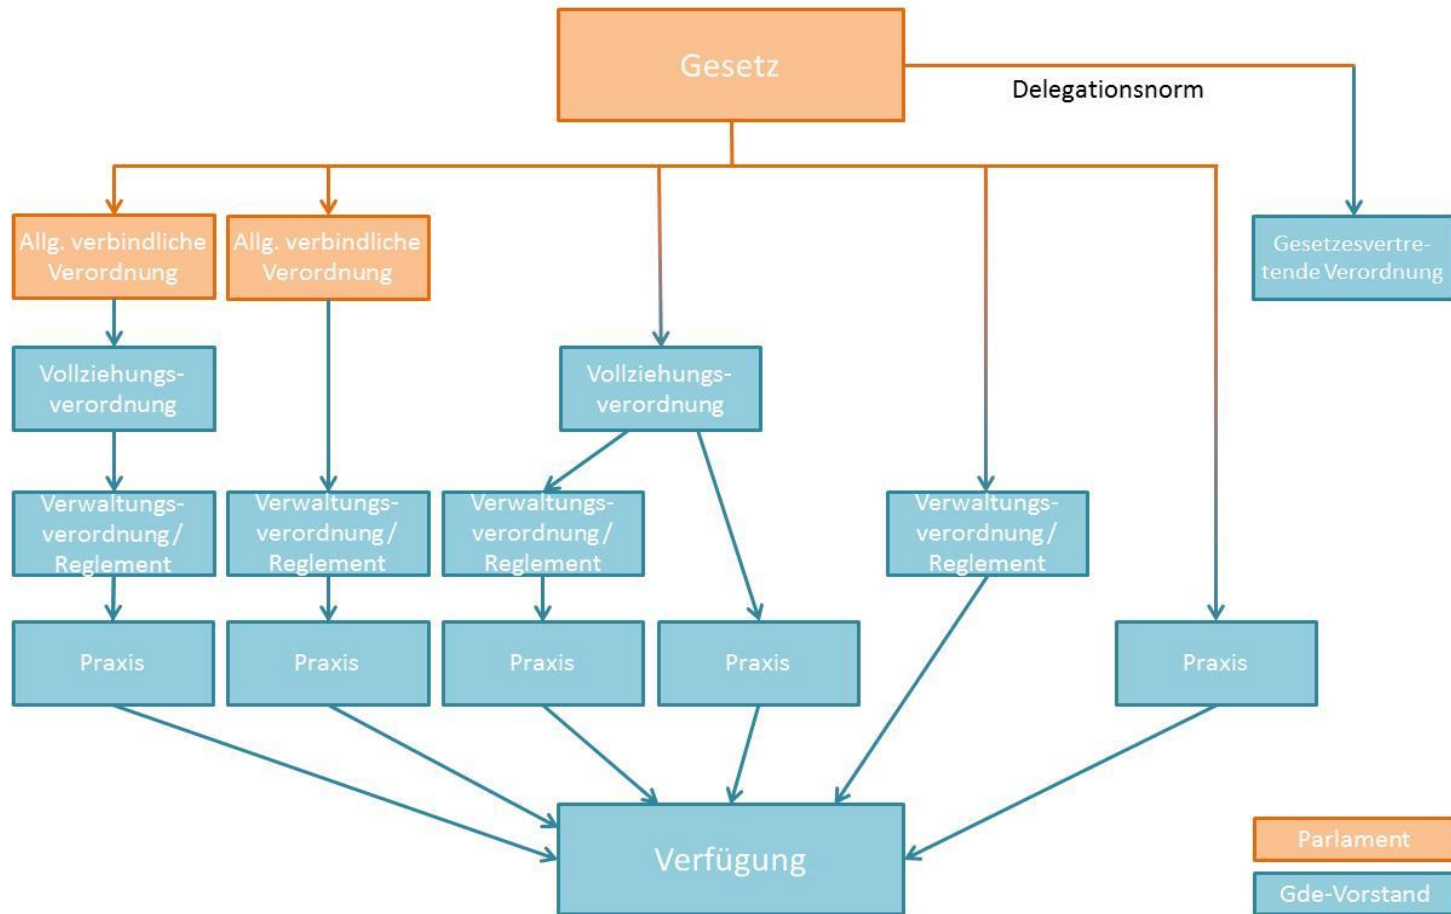 Gesetz
Delegationsnorm
Allg. verbindliche
Verordnung
Allg. verbindliche
Verordnung
Gesetzesvertre-
tende Verordnung
Vollziehungs-
verordnung
Vollziehungs-
verordnung
Verwaltungs-
verordnung /
Reglement
Verwaltungs-
verordnung /
Reglement
Verwaltungs-
verordnung /
Reglement
Verwaltungs-
verordnung /
Reglement
Praxis
Praxis
Praxis
Praxis
Praxis
Verfügung
Parlament
Gde-Vorstand